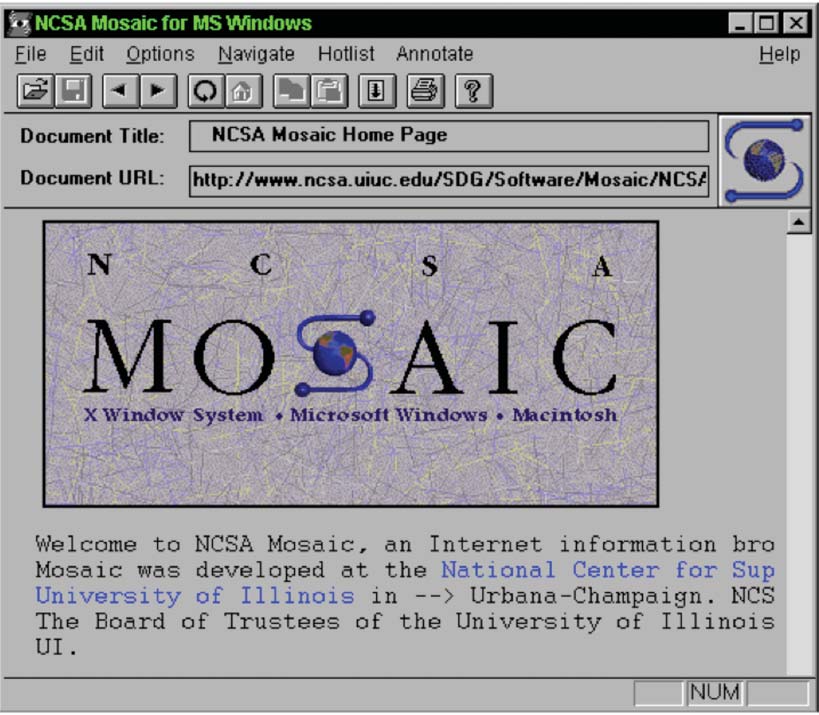 NCSA Mosaic for MS Windows
File Edit Options Navigate Hotlist Annotate Help
Document Title: NCSA Mosaic Home Page
Document URL: http://www.ncsa.uiuc.edu/SDG/Software/Mosaic/NCSA
N C S A
MOSAIC
X Window System • Microsoft Windows • Macintosh
Welcome to NCSA Mosaic, an Internet information bro
Mosaic was developed at the National Center for Sup
University of Illinois in --> Urbana-Champaign. NCS
The Board of Trustees of the University of Illinois
UI.
NUM